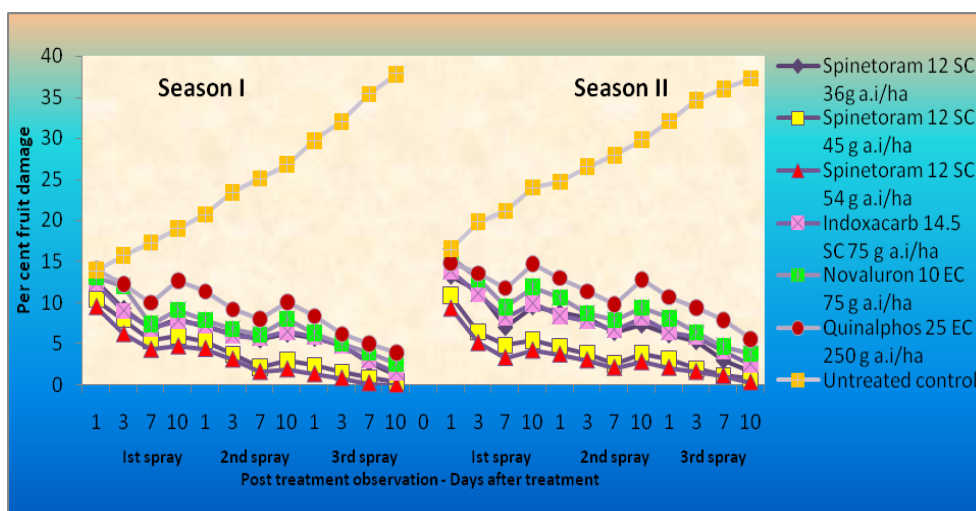 40
35
30
25
20
15
10
5
0
Per cent fruit damage
Season I
Season II
1 3 7 10 1 3 7 10 1 3 7 10 0 1 3 7 10 1 3 7 10 1 3 7 10
1st spray 2nd spray 3rd spray 1st spray 2nd spray 3rd spray
Post treatment observation - Days after treatment
Spinetoram 12 SC
36g a.i/ha
Spinetoram 12 SC
45 g a.i/ha
Spinetoram 12 SC
54 g a.i/ha
Indoxacarb 14.5
SC 75 g a.i/ha
Novaluron 10 EC
75 g a.i/ha
Quinalphos 25 EC
250 g a.i/ha
Untreated control